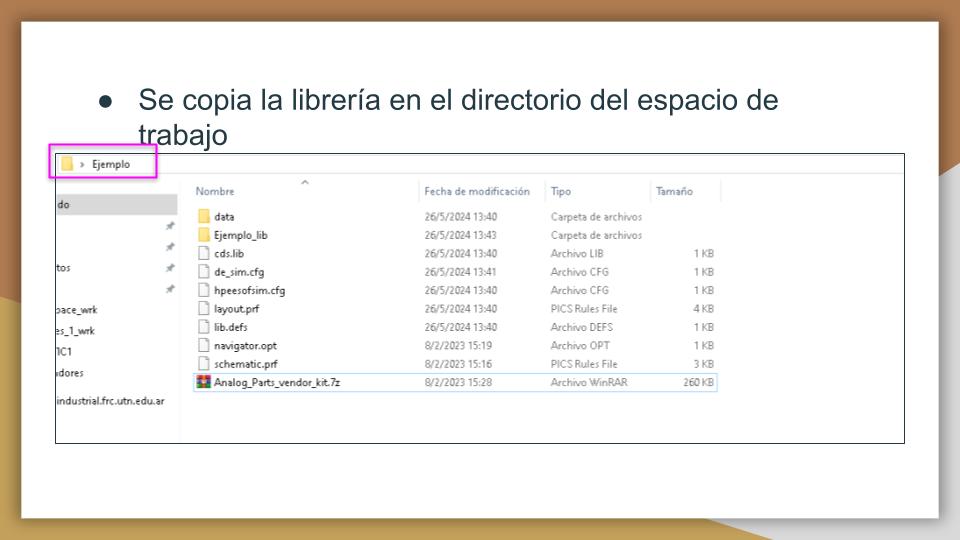 ● Se copia la librería en el directorio del espacio de
trabajo
› Ejemplo
Nombre Fecha de modificación Tipo Tamaño
do
data 26/5/2024 13:40 Carpeta de archivos
Ejemplo_lib 26/5/2024 13:43 Carpeta de archivos
cds.lib 26/5/2024 13:40 Archivo LIB 1 KB
tos
de_sim.cfg 26/5/2024 13:41 Archivo CFG 1 KB
hpeesofsim.cfg 26/5/2024 13:40 Archivo CFG 1 KB
pace_wrk
layout.prf 26/5/2024 13:40 PICS Rules File 4 KB
es_1_wrk
lib.defs 26/5/2024 13:40 Archivo DEFS 1 KB
IC1
navigator.opt 8/2/2023 15:19 Archivo OPT 1 KB
dores
schematic.prf 8/2/2023 15:16 PICS Rules File 3 KB
Analog_Parts_vendor_kit.7z 8/2/2023 15:28 Archivo WinRAR 260 KB
industrial.frc.utn.edu.ar